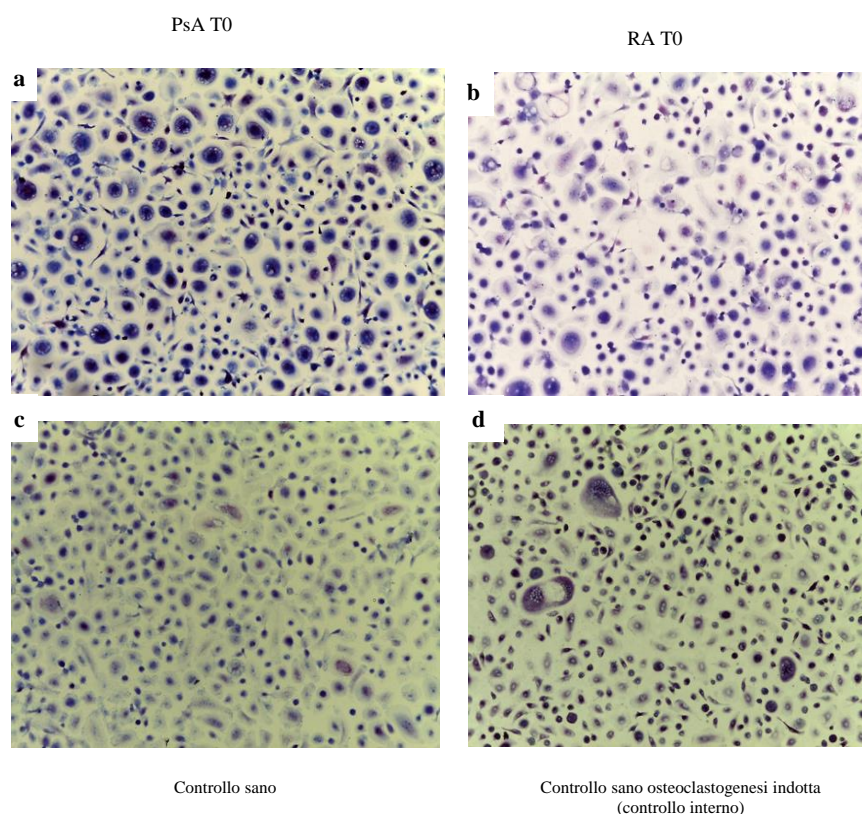 PsA T0
RA T0
a
b
c
d
Controllo sano
Controllo sano osteoclastogenesi indotta
(controllo interno)